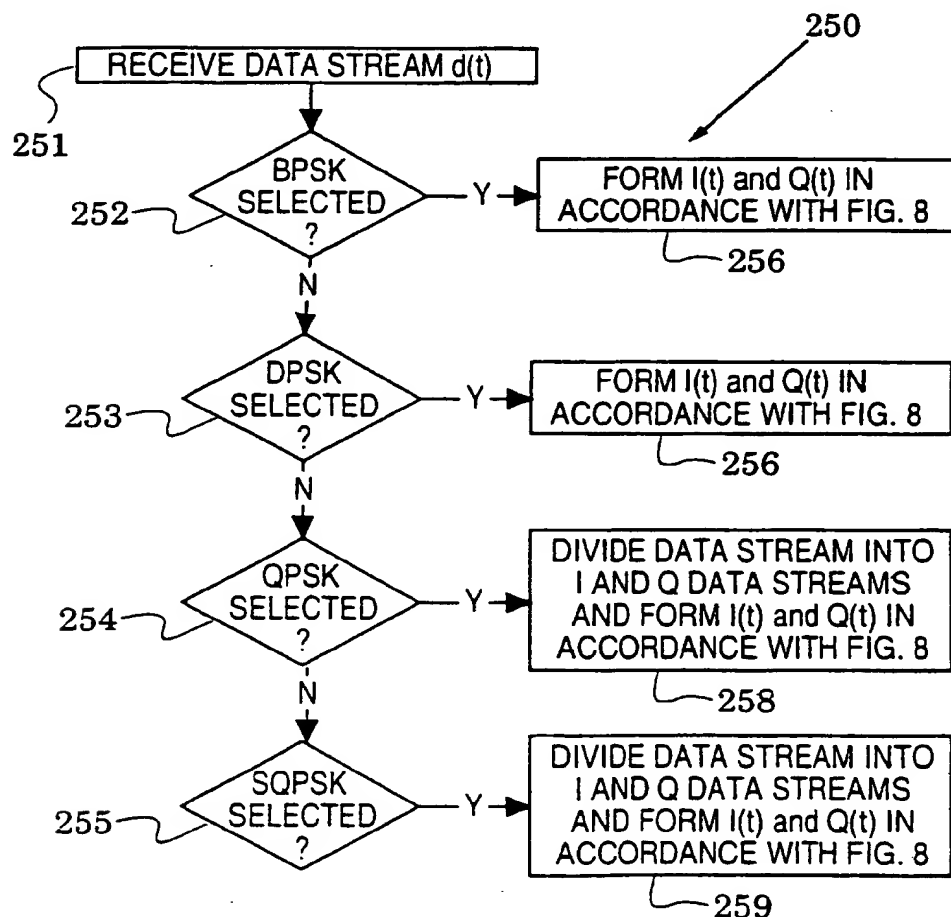 250
RECEIVE DATA STREAM d(t)
251
BPSK
SELECTED
?
252
Y
FORM I(t) and Q(t) IN
ACCORDANCE WITH FIG. 8
256
N
DPSK
SELECTED
?
253
Y
FORM I(t) and Q(t) IN
ACCORDANCE WITH FIG. 8
256
N
QPSK
SELECTED
?
254
Y
DIVIDE DATA STREAM INTO
I AND Q DATA STREAMS
AND FORM I(t) and Q(t) IN
ACCORDANCE WITH FIG. 8
258
N
SQPSK
SELECTED
?
255
Y
DIVIDE DATA STREAM INTO
I AND Q DATA STREAMS
AND FORM I(t) and Q(t) IN
ACCORDANCE WITH FIG. 8
259